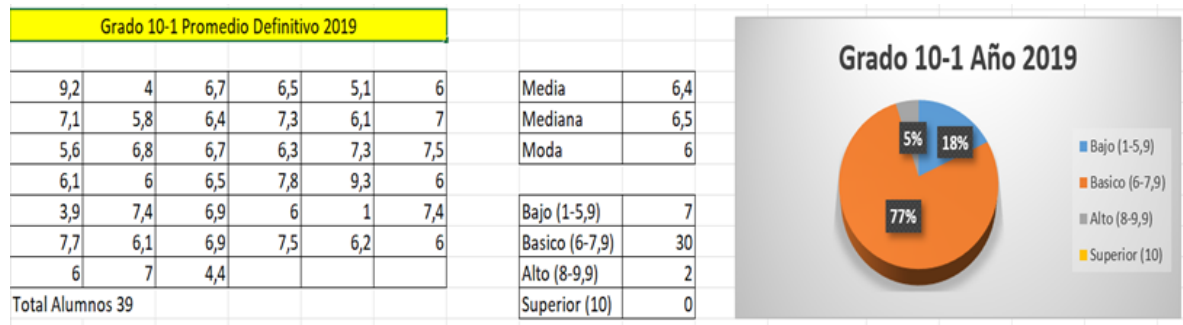 Grado 10-1 Promedio Definitivo 2019
9,2 4 6,7 6,5 5,1 6
7,1 5,8 6,4 7,3 6,1 7
5,6 6,8 6,7 6,3 7,3 7,5
6,1 6 6,5 7,8 9,3 6
3,9 7,4 6,9 6 1 7,4
7,7 6,1 6,9 7,5 6,2 6
6 7 4,4
Total Alumnos 39
Media 6,4
Mediana 6,5
Moda 6
Bajo (1-5,9) 7
Basico (6-7,9) 30
Alto (8-9,9) 2
Superior (10) 0
Grado 10-1 Año 2019
5%
18%
77%
Bajo (1-5,9)
Basico (6-7,9)
Alto (8-9,9)
Superior (10)